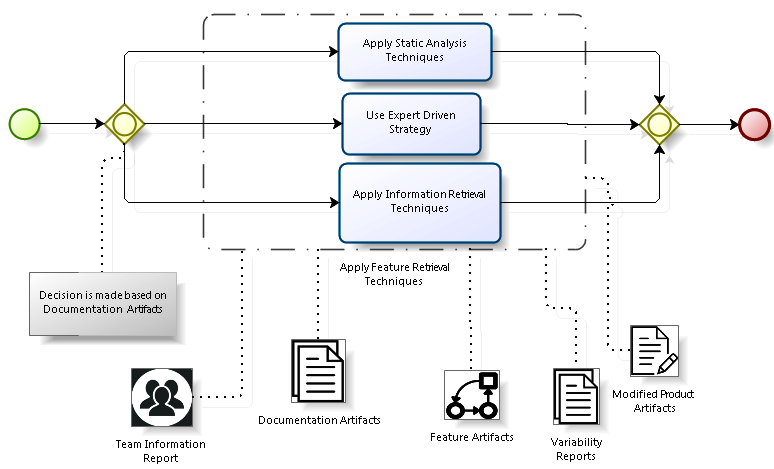 Apply Static Analysis
Techniques
Use Expert Driven
Strategy
Apply Information Retrieval
Techniques
Apply Feature Retrieval
Techniques
Decision is made based on
Documentation Artifacts
Team Information
Report
Documentation Artifacts
Feature Artifacts
Variability
Reports
Modified Product
Artifacts